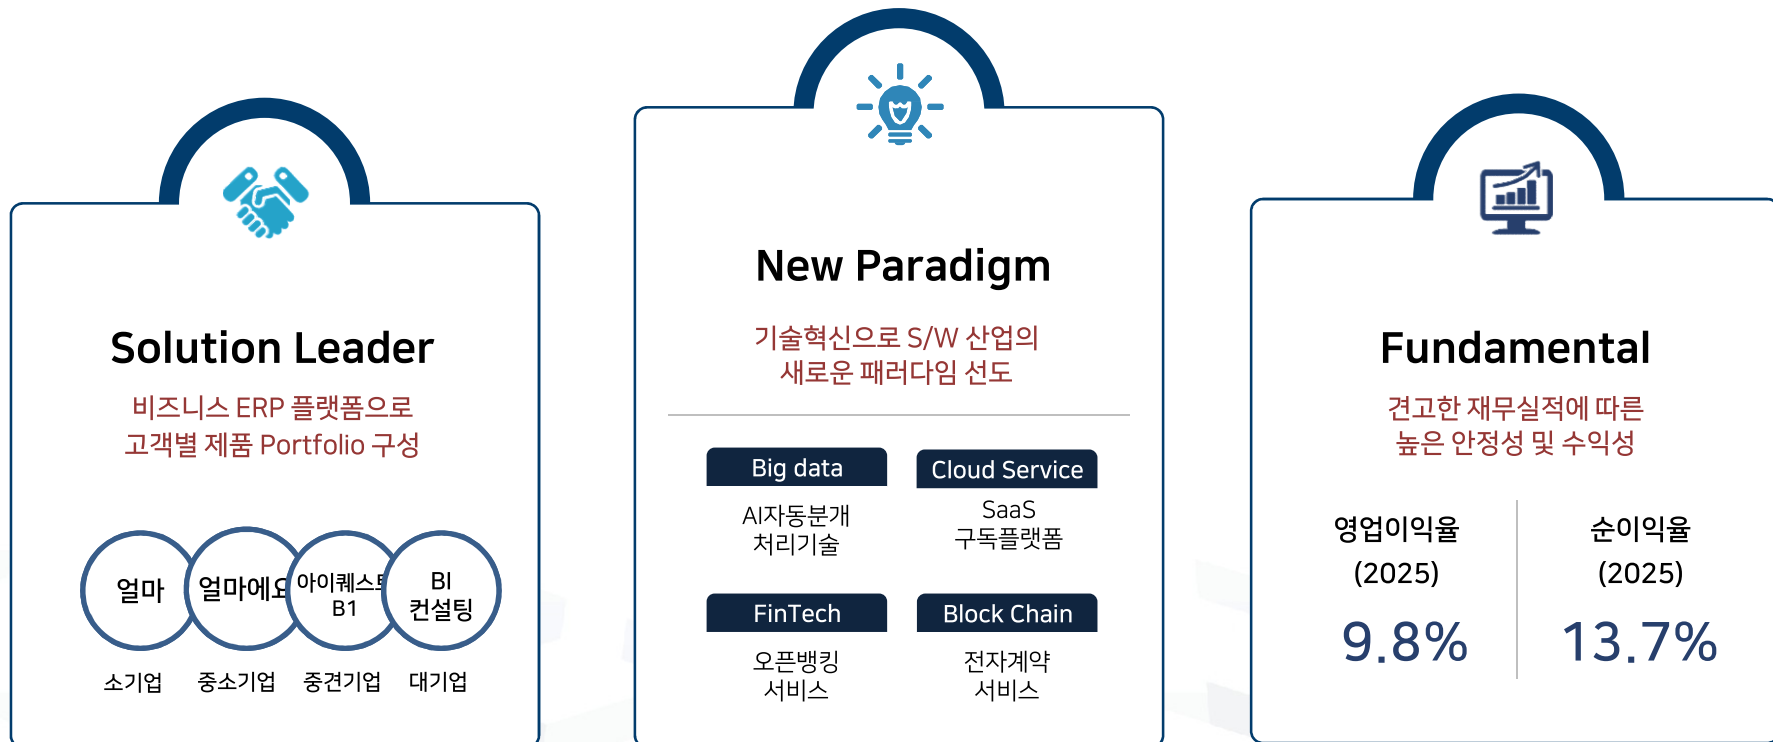 Solution Leader
비즈니스 ERP 플랫폼으로
고객별 제품 Portfolio 구성
얼마
얼마에요
아이퀘스트
B1
BI
컨설팅
소기업
중소기업
중견기업
대기업
New Paradigm
기술혁신으로 S/W 산업의
새로운 패러다임 선도
Big data
AI자동분개
처리기술
Cloud Service
SaaS
구독플랫폼
FinTech
오픈뱅킹
서비스
Block Chain
전자계약
서비스
Fundamental
견고한 재무실적에 따른
높은 안정성 및 수익성
영업이익율
(2025)
9.8%
순이익율
(2025)
13.7%